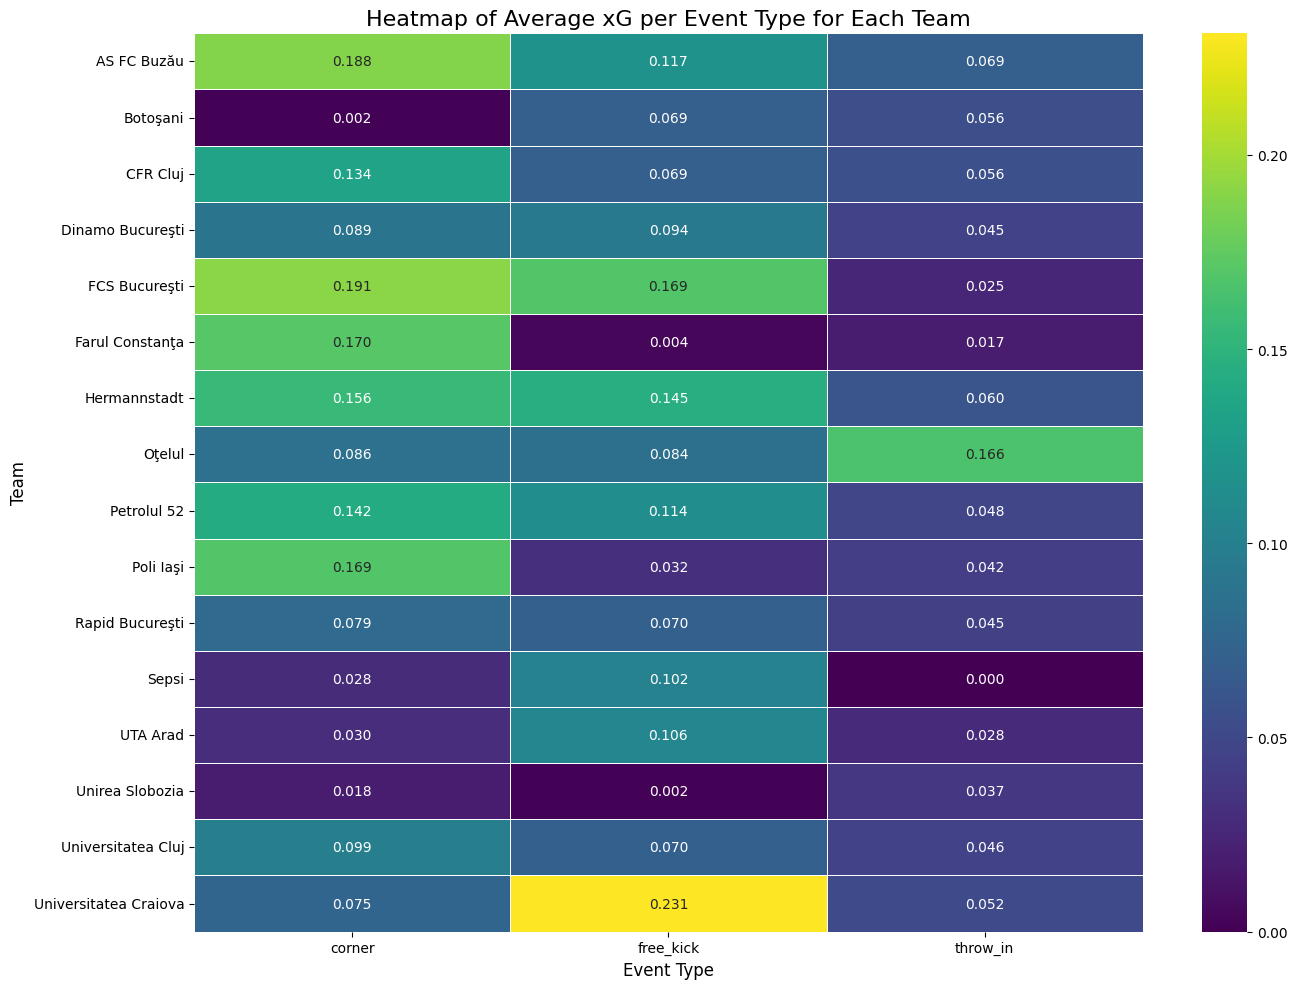 Heatmap of Average xG per Event Type for Each Team
AS FC Buzău 0.188 0.117 0.069
Botoşani 0.002 0.069 0.056
CFR Cluj 0.134 0.069 0.056
Dinamo Bucureşti 0.089 0.094 0.045
FCS Bucureşti 0.191 0.169 0.025
Farul Constanţa 0.170 0.004 0.017
Hermannstadt 0.156 0.145 0.060
Oţelul 0.086 0.084 0.166
Petrolul 52 0.142 0.114 0.048
Poli Iaşi 0.169 0.032 0.042
Rapid Bucureşti 0.079 0.070 0.045
Sepsi 0.028 0.102 0.000
UTA Arad 0.030 0.106 0.028
Unirea Slobozia 0.018 0.002 0.037
Universitatea Cluj 0.099 0.070 0.046
Universitatea Craiova 0.075 0.231 0.052
corner free_kick throw_in
Event Type
Team
0.20
0.15
0.10
0.05
0.00